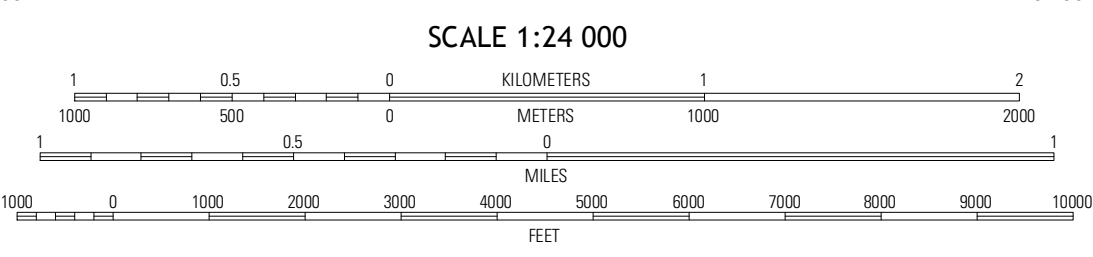 SCALE 1:24 000
1 0.5 0 KILOMETERS 1 2
1000 500 0 METERS 1000 2000
1 0.5 0 1
MILES
1000 0 1000 2000 3000 4000 5000 6000 7000 8000 9000 10000
FEET